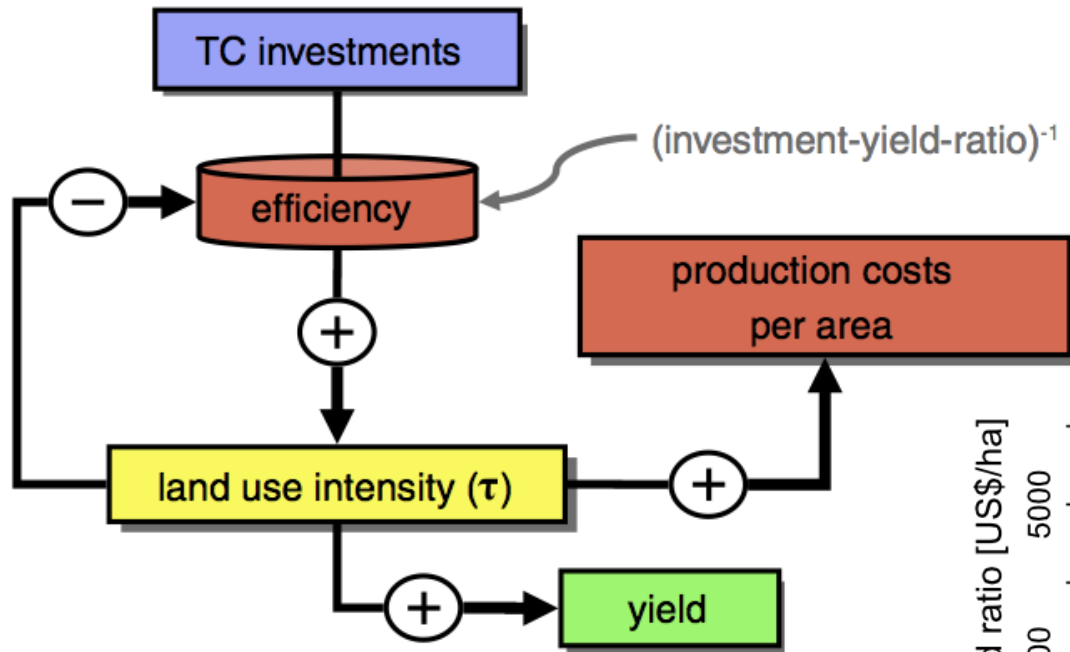 TC investments
(investment-yield-ratio)⁻¹
−
efficiency
production costs
per area
+
land use intensity (τ)
+
+
yield
ratio [US$/ha]
5000